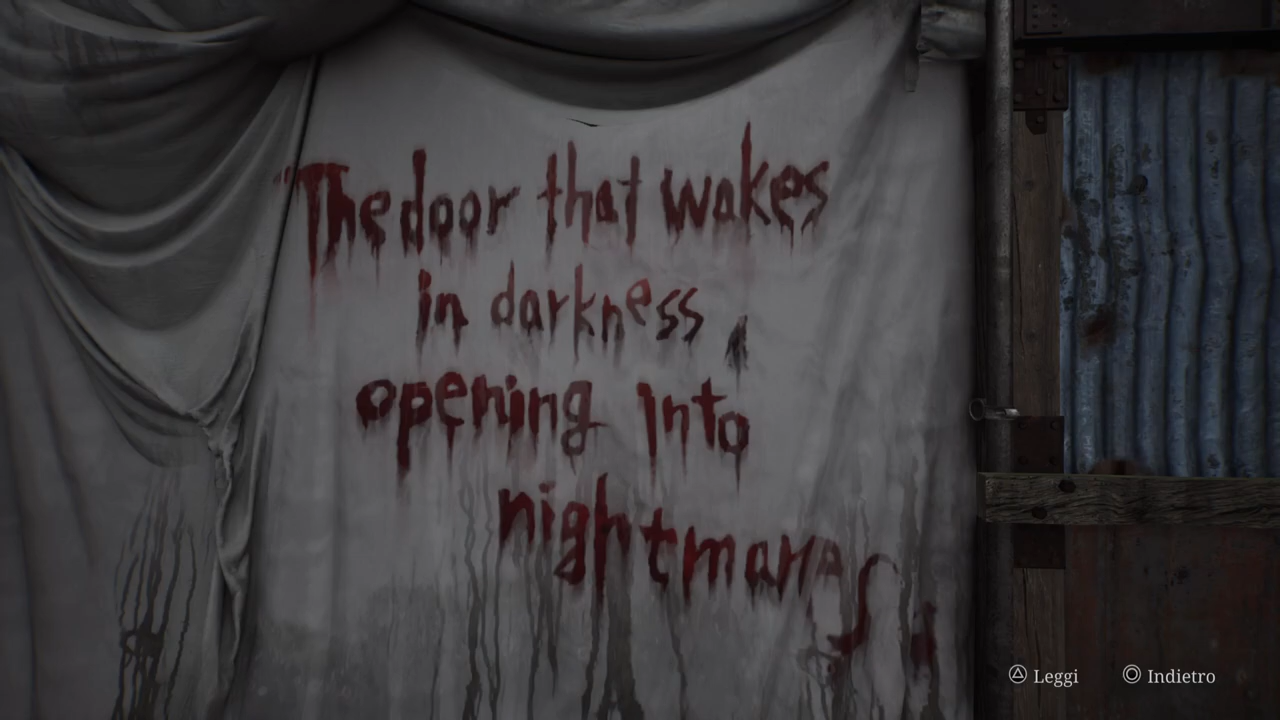 "The door that wakes
in darkness,
opening into
nightmares."
Leggi
Indietro